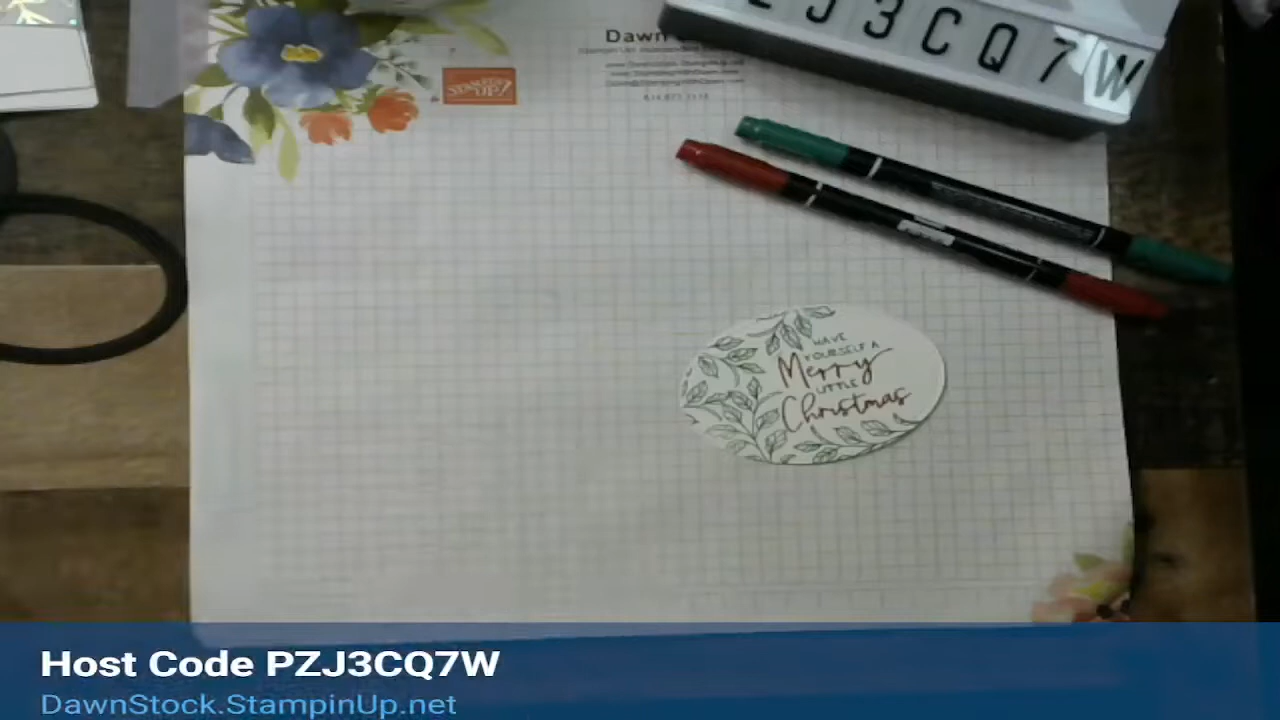 Dawn
STAMPIN' UP!
J3CQ7W
HAVE
YOURSELF A
Merry
LITTLE
Christmas
Host Code PZJ3CQ7W
DawnStock.StampinUp.net